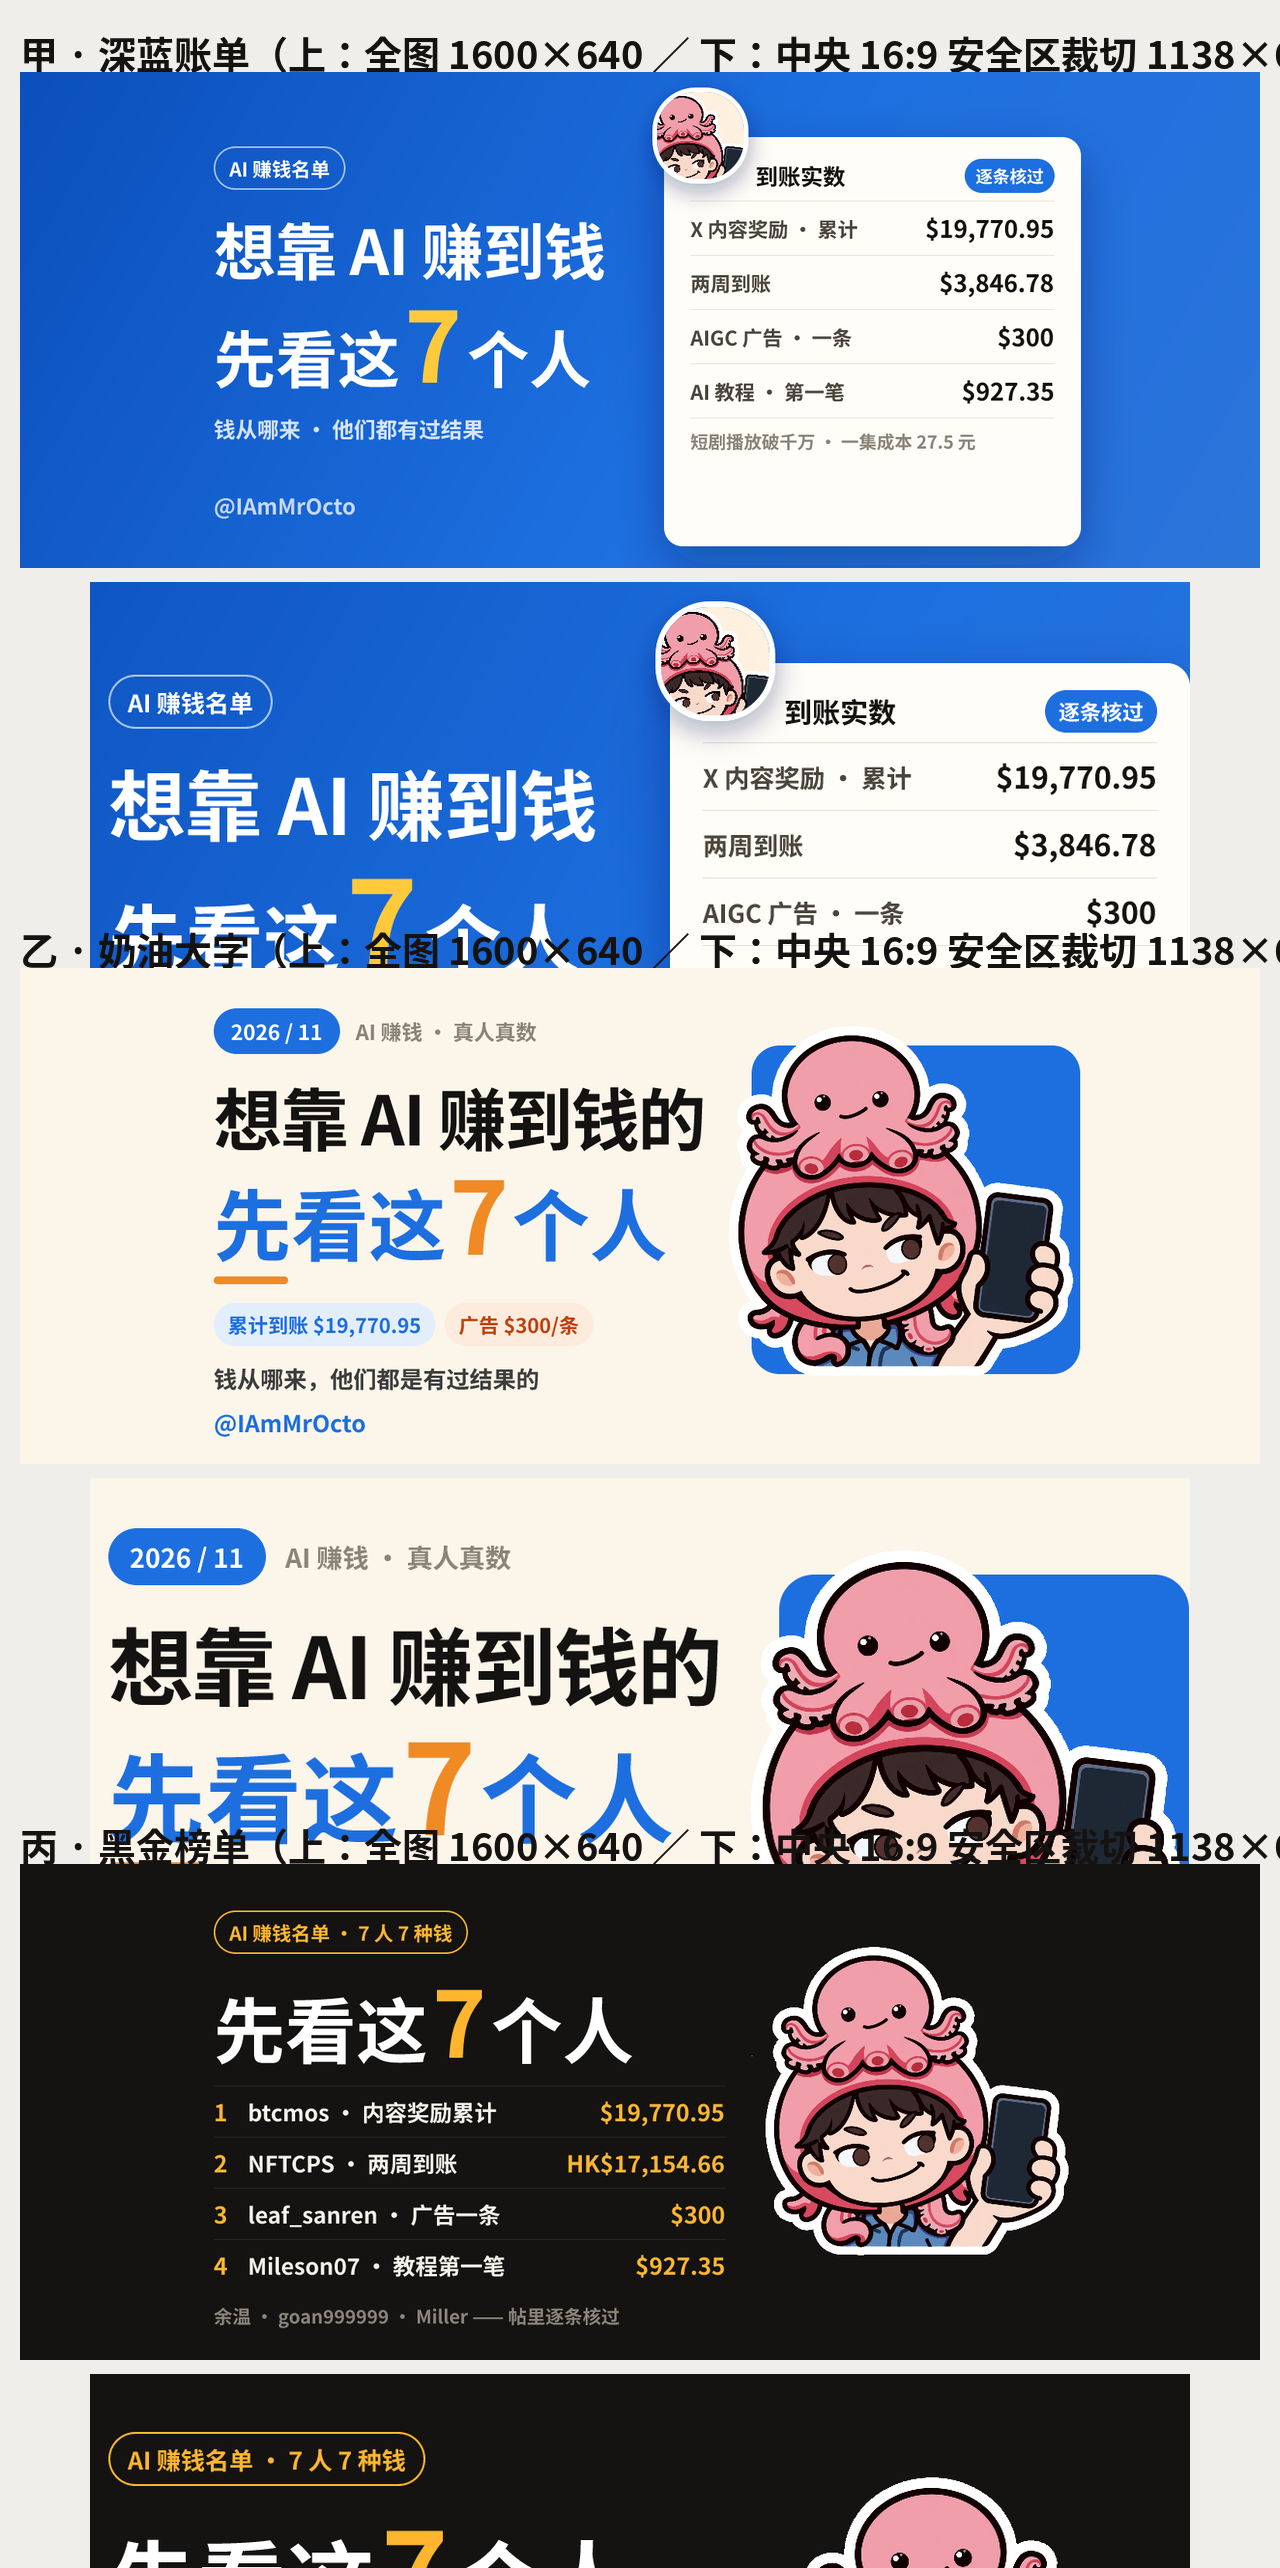 甲 · 深蓝账单（上：全图 1600×640 ／ 下：中央 16:9 安全区裁切 1138×6
AI 赚钱名单
想靠 AI 赚到钱
先看这7个人
钱从哪来 · 他们都有过结果
@IAmMrOcto
到账实数 逐条核过
X 内容奖励 · 累计 $19,770.95
两周到账 $3,846.78
AIGC 广告 · 一条 $300
AI 教程 · 第一笔 $927.35
短剧播放破千万 · 一集成本 27.5 元
AI 赚钱名单
想靠 AI 赚到钱
先看这7个人
到账实数 逐条核过
X 内容奖励 · 累计 $19,770.95
两周到账 $3,846.78
AIGC 广告 · 一条 $300
乙 · 奶油大字（上：全图 1600×640 ／ 下：中央 16:9 安全区裁切 1138×6
2026 / 11 AI 赚钱 · 真人真数
想靠 AI 赚到钱的
先看这7个人
累计到账 $19,770.95 广告 $300/条
钱从哪来，他们都是有过结果的
@IAmMrOcto
2026 / 11 AI 赚钱 · 真人真数
想靠 AI 赚到钱的
先看这7个人
丙 · 黑金榜单（上：全图 1600×640 ／ 下：中央 16:9 安全区裁切 1138×6
AI 赚钱名单 · 7 人 7 种钱
先看这7个人
1 btcmos · 内容奖励累计 $19,770.95
2 NFTCPS · 两周到账 HK$17,154.66
3 leaf_sanren · 广告一条 $300
4 Mileson07 · 教程第一笔 $927.35
余温 · goan999999 · Miller —— 帖里逐条核过
AI 赚钱名单 · 7 人 7 种钱
先看这7个人